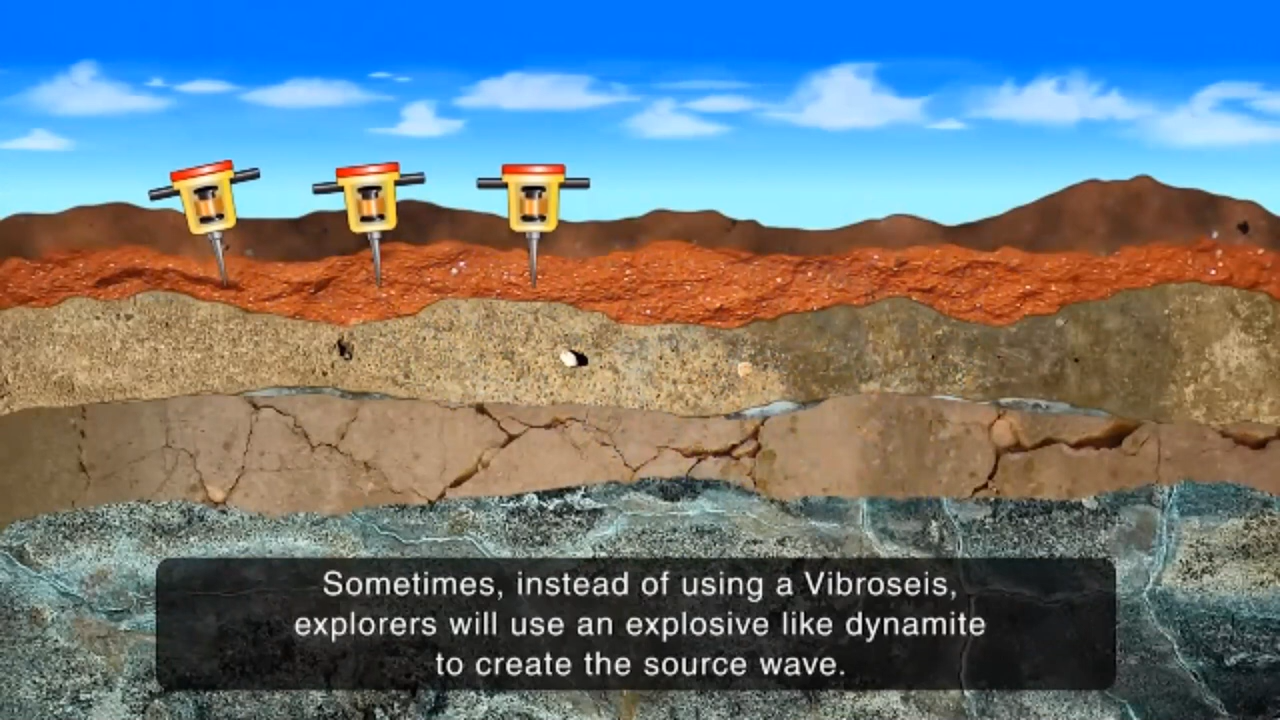 Sometimes, instead of using a Vibroseis,
explorers will use an explosive like dynamite
to create the source wave.